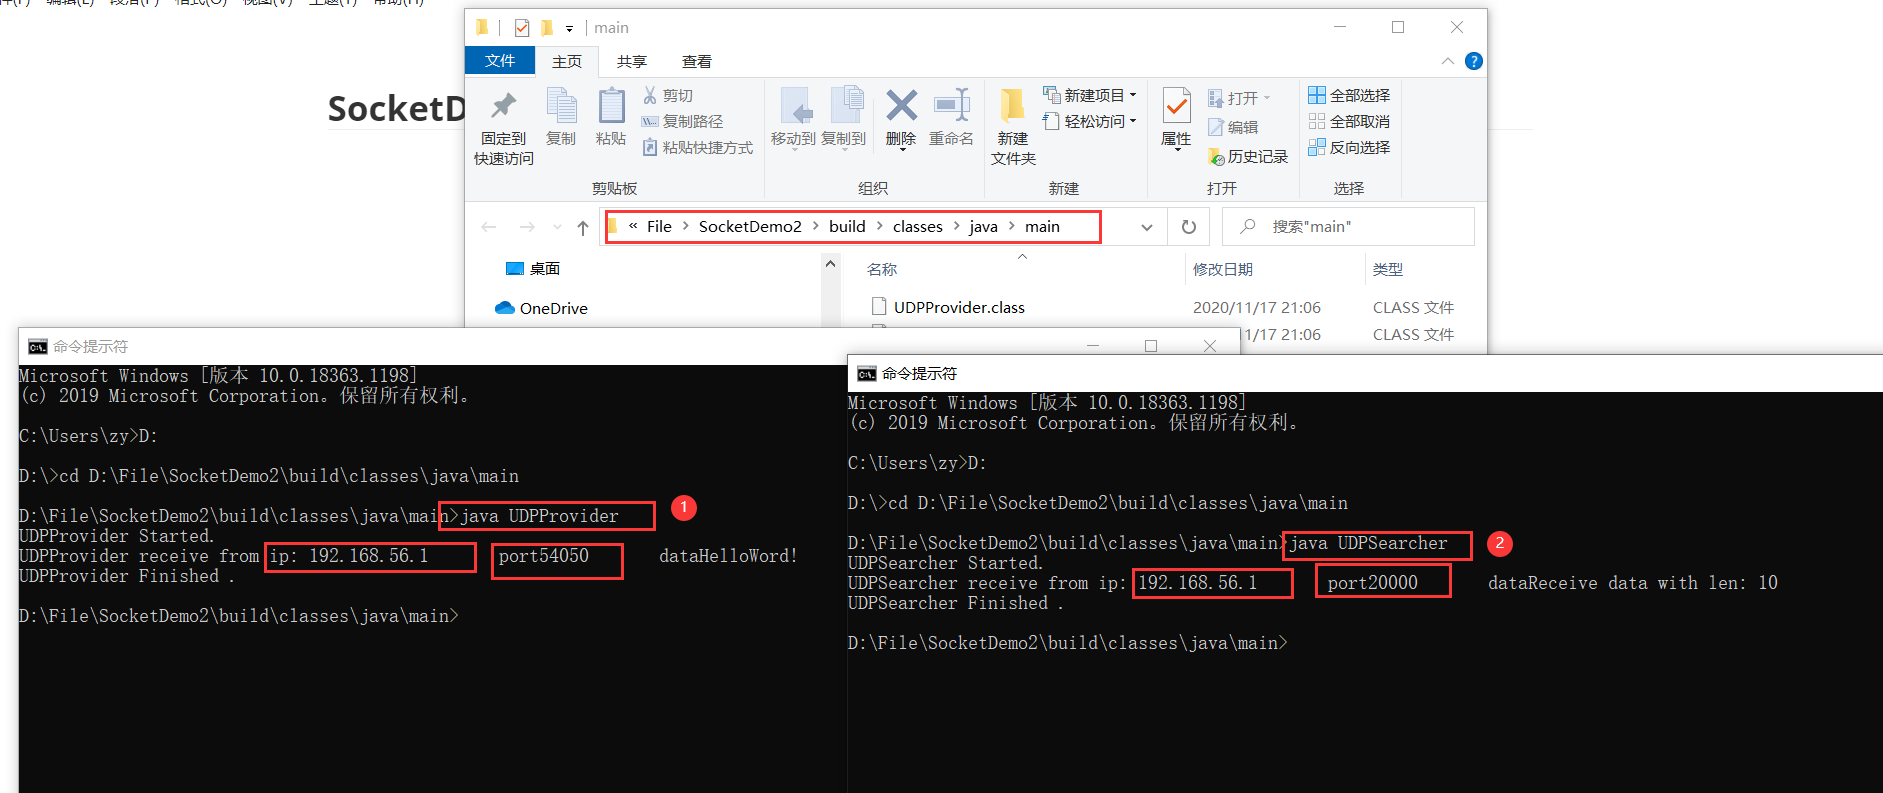 编辑(E) 段落(P) 格式(O) 视图(V) 主题(T) 帮助(H)
SocketD
main
文件 主页 共享 查看
固定到
快速访问
复制
粘贴
剪切
复制路径
粘贴快捷方式
剪贴板
移动到 复制到 删除 重命名
组织
新建
文件夹
新建项目
轻松访问
新建
属性
打开
编辑
历史记录
打开
全部选择
全部取消
反向选择
选择
« File > SocketDemo2 > build > classes > java > main
搜索"main"
桌面
OneDrive
名称 修改日期 类型
UDPProvider.class 2020/11/17 21:06 CLASS 文件
1/17 21:06 CLASS 文件
命令提示符
Microsoft Windows [版本 10.0.18363.1198]
(c) 2019 Microsoft Corporation。保留所有权利。
C:\Users\zy>D:
D:\>cd D:\File\SocketDemo2\build\classes\java\main
D:\File\SocketDemo2\build\classes\java\main>java UDPProvider
1
UDPProvider Started.
UDPProvider receive from ip: 192.168.56.1 port54050 dataHelloWord!
UDPProvider Finished .
D:\File\SocketDemo2\build\classes\java\main>
命令提示符
Microsoft Windows [版本 10.0.18363.1198]
(c) 2019 Microsoft Corporation。保留所有权利。
C:\Users\zy>D:
D:\>cd D:\File\SocketDemo2\build\classes\java\main
D:\File\SocketDemo2\build\classes\java\main>java UDPSearcher
2
UDPSearcher Started.
UDPSearcher receive from ip: 192.168.56.1 port20000 dataReceive data with len: 10
UDPSearcher Finished .
D:\File\SocketDemo2\build\classes\java\main>